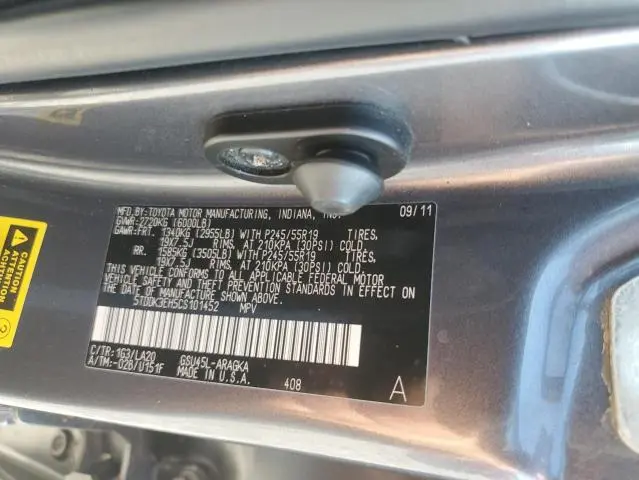 MFD.BY:TOYOTA MOTOR MANUFACTURING, INDIANA, INC. 09/11
GVWR:2720KG (6000LB)
GAWR:FRT. 1340KG (2955LB) WITH P245/55R19 TIRES,
19X7.5J RIMS, AT 210KPA (30PSI) COLD.
RR. 1585KG (3505LB) WITH P245/55R19 TIRES,
19X7.5J RIMS, AT 210KPA (30PSI) COLD.
THIS VEHICLE CONFORMS TO ALL APPLICABLE FEDERAL MOTOR
VEHICLE SAFETY AND THEFT PREVENTION STANDARDS IN EFFECT
ON THE DATE OF MANUFACTURE SHOWN ABOVE.
5TDDK3EH5CS101452 MPV
C/TR:1G3/LA20 GSU45L-ARAGKA
A/TM:-026/U151F MADE IN U.S.A.
408 A
CAUTION